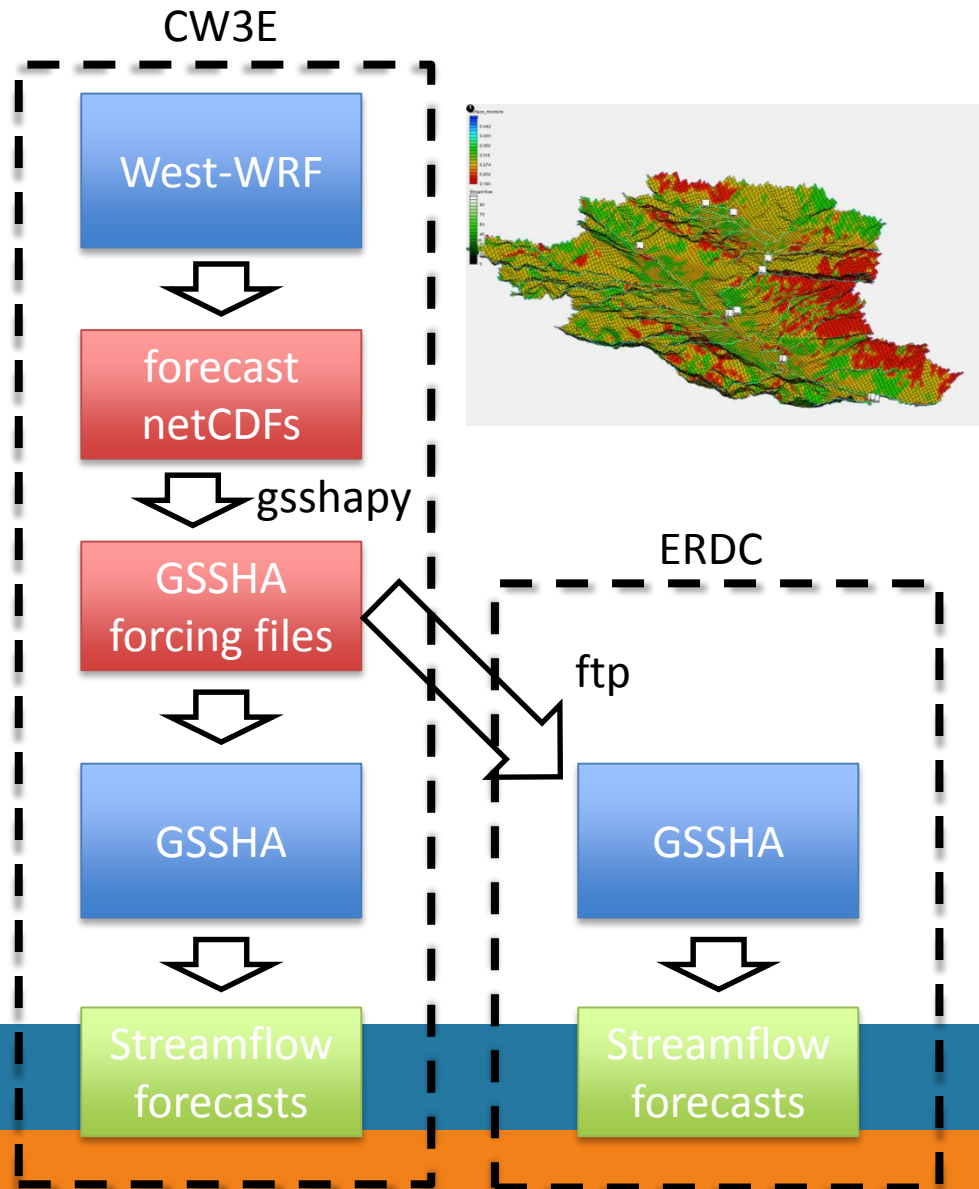 CW3E
West-WRF
forecast
netCDFs
gsshapy
GSSHA
forcing files
GSSHA
Streamflow
forecasts
ERDC
ftp
GSSHA
Streamflow
forecasts